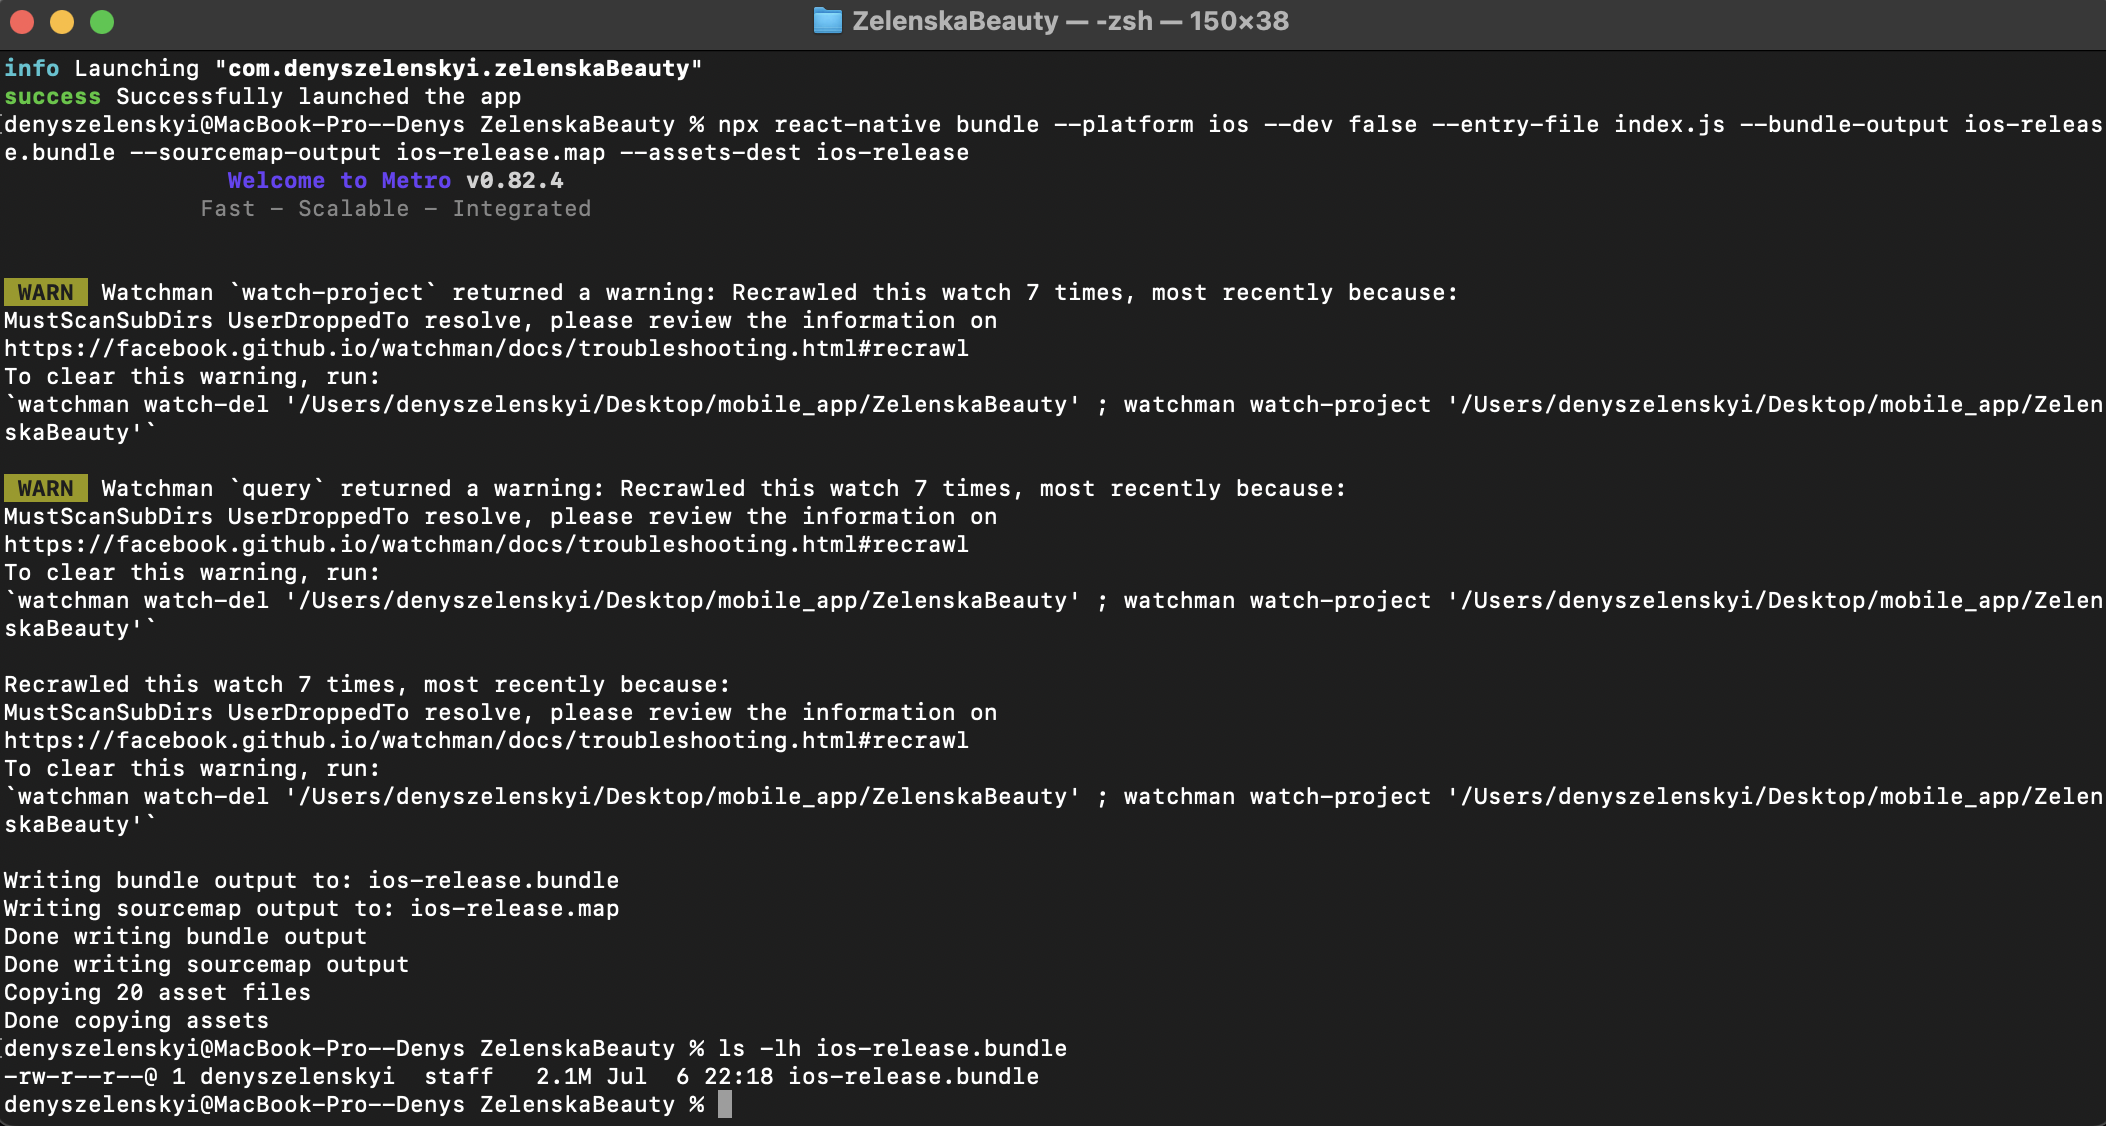 ZelenskaBeauty — -zsh — 150×38
info Launching "com.denyszelenskyi.zelenskaBeauty"
success Successfully launched the app
denyszelenskyi@MacBook-Pro--Denys ZelenskaBeauty % npx react-native bundle --platform ios --dev false --entry-file index.js --bundle-output ios-releas
e.bundle --sourcemap-output ios-release.map --assets-dest ios-release
Welcome to Metro v0.82.4
Fast - Scalable - Integrated
WARN Watchman `watch-project` returned a warning: Recrawled this watch 7 times, most recently because:
MustScanSubDirs UserDroppedTo resolve, please review the information on
https://facebook.github.io/watchman/docs/troubleshooting.html#recrawl
To clear this warning, run:
`watchman watch-del '/Users/denyszelenskyi/Desktop/mobile_app/ZelenskaBeauty' ; watchman watch-project '/Users/denyszelenskyi/Desktop/mobile_app/Zelen
skaBeauty'`
WARN Watchman `query` returned a warning: Recrawled this watch 7 times, most recently because:
MustScanSubDirs UserDroppedTo resolve, please review the information on
https://facebook.github.io/watchman/docs/troubleshooting.html#recrawl
To clear this warning, run:
`watchman watch-del '/Users/denyszelenskyi/Desktop/mobile_app/ZelenskaBeauty' ; watchman watch-project '/Users/denyszelenskyi/Desktop/mobile_app/Zelen
skaBeauty'`
Recrawled this watch 7 times, most recently because:
MustScanSubDirs UserDroppedTo resolve, please review the information on
https://facebook.github.io/watchman/docs/troubleshooting.html#recrawl
To clear this warning, run:
`watchman watch-del '/Users/denyszelenskyi/Desktop/mobile_app/ZelenskaBeauty' ; watchman watch-project '/Users/denyszelenskyi/Desktop/mobile_app/Zelen
skaBeauty'`
Writing bundle output to: ios-release.bundle
Writing sourcemap output to: ios-release.map
Done writing bundle output
Done writing sourcemap output
Copying 20 asset files
Done copying assets
denyszelenskyi@MacBook-Pro--Denys ZelenskaBeauty % ls -lh ios-release.bundle
-rw-r--r--@ 1 denyszelenskyi  staff   2.1M Jul  6 22:18 ios-release.bundle
denyszelenskyi@MacBook-Pro--Denys ZelenskaBeauty %